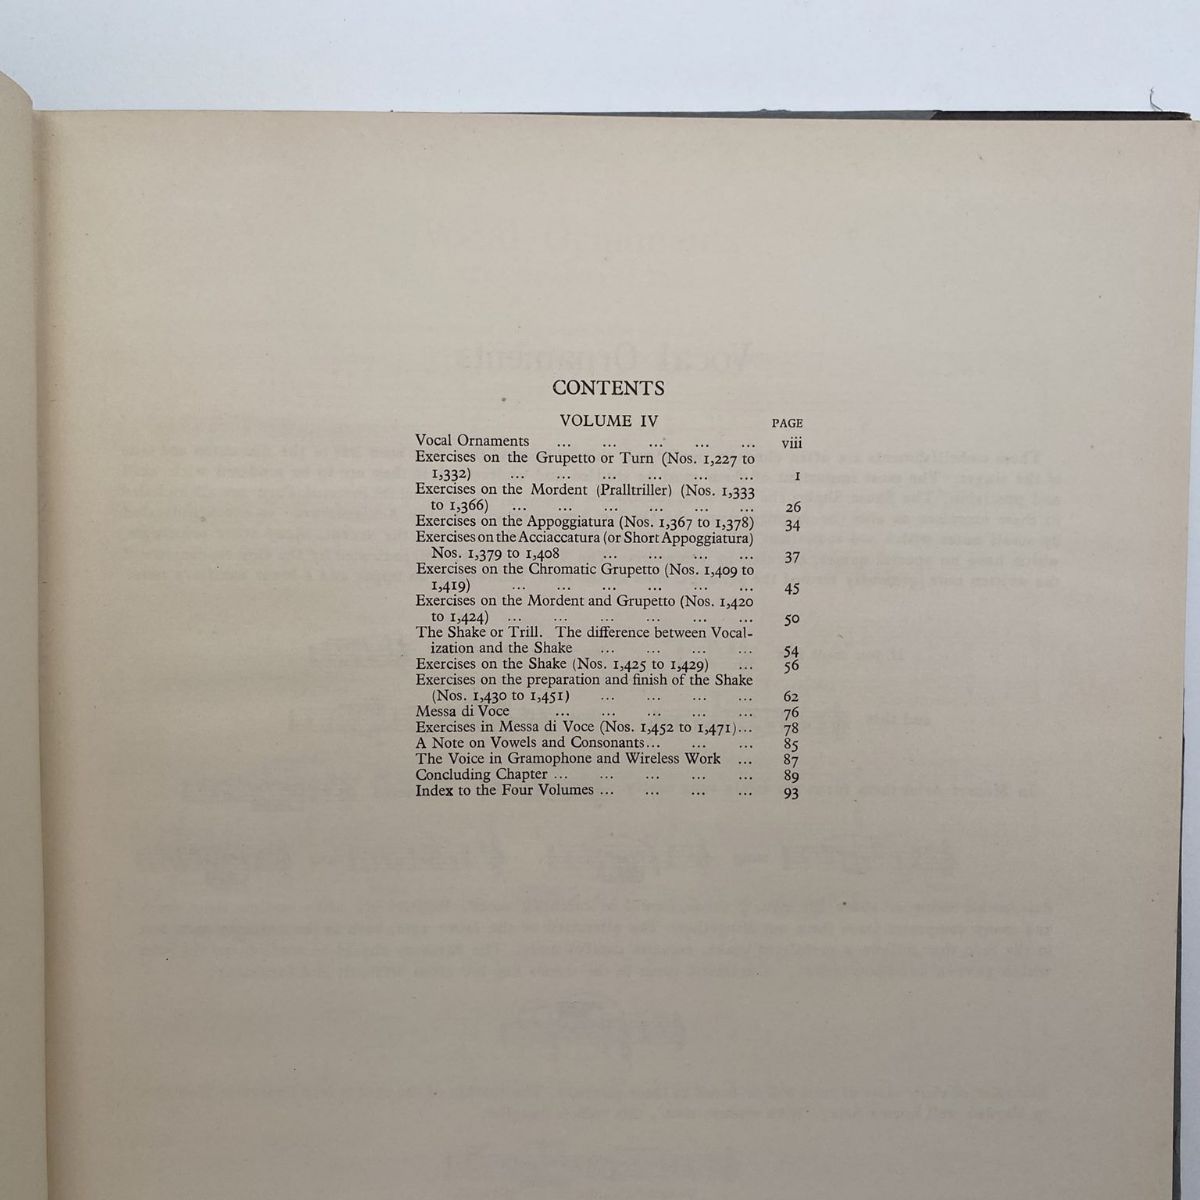 CONTENTS
VOLUME IV PAGE
Vocal Ornaments ... ... ... ... ... viii
Exercises on the Grupetto or Turn (Nos. 1,227 to
1,332) ... ... ... ... ... ... 1
Exercises on the Mordent (Pralltriller) (Nos. 1,333
to 1,366) ... ... ... ... ... ... 26
Exercises on the Appoggiatura (Nos. 1,367 to 1,378) 34
Exercises on the Acciaccatura (or Short Appoggiatura)
Nos. 1,379 to 1,408 ... ... ... ... 37
Exercises on the Chromatic Grupetto (Nos. 1,409 to
1,419) ... ... ... ... ... ... 45
Exercises on the Mordent and Grupetto (Nos. 1,420
to 1,424) ... ... ... ... ... ... 50
The Shake or Trill. The difference between Vocal-
ization and the Shake ... ... ... ... 54
Exercises on the Shake (Nos. 1,425 to 1,429) ... 56
Exercises on the preparation and finish of the Shake
(Nos. 1,430 to 1,451) ... ... ... ... 62
Messa di Voce ... ... ... ... ... 76
Exercises in Messa di Voce (Nos. 1,452 to 1,471)... 78
A Note on Vowels and Consonants... ... ... 85
The Voice in Gramophone and Wireless Work ... 87
Concluding Chapter ... ... ... ... ... 89
Index to the Four Volumes ... ... ... ... 93